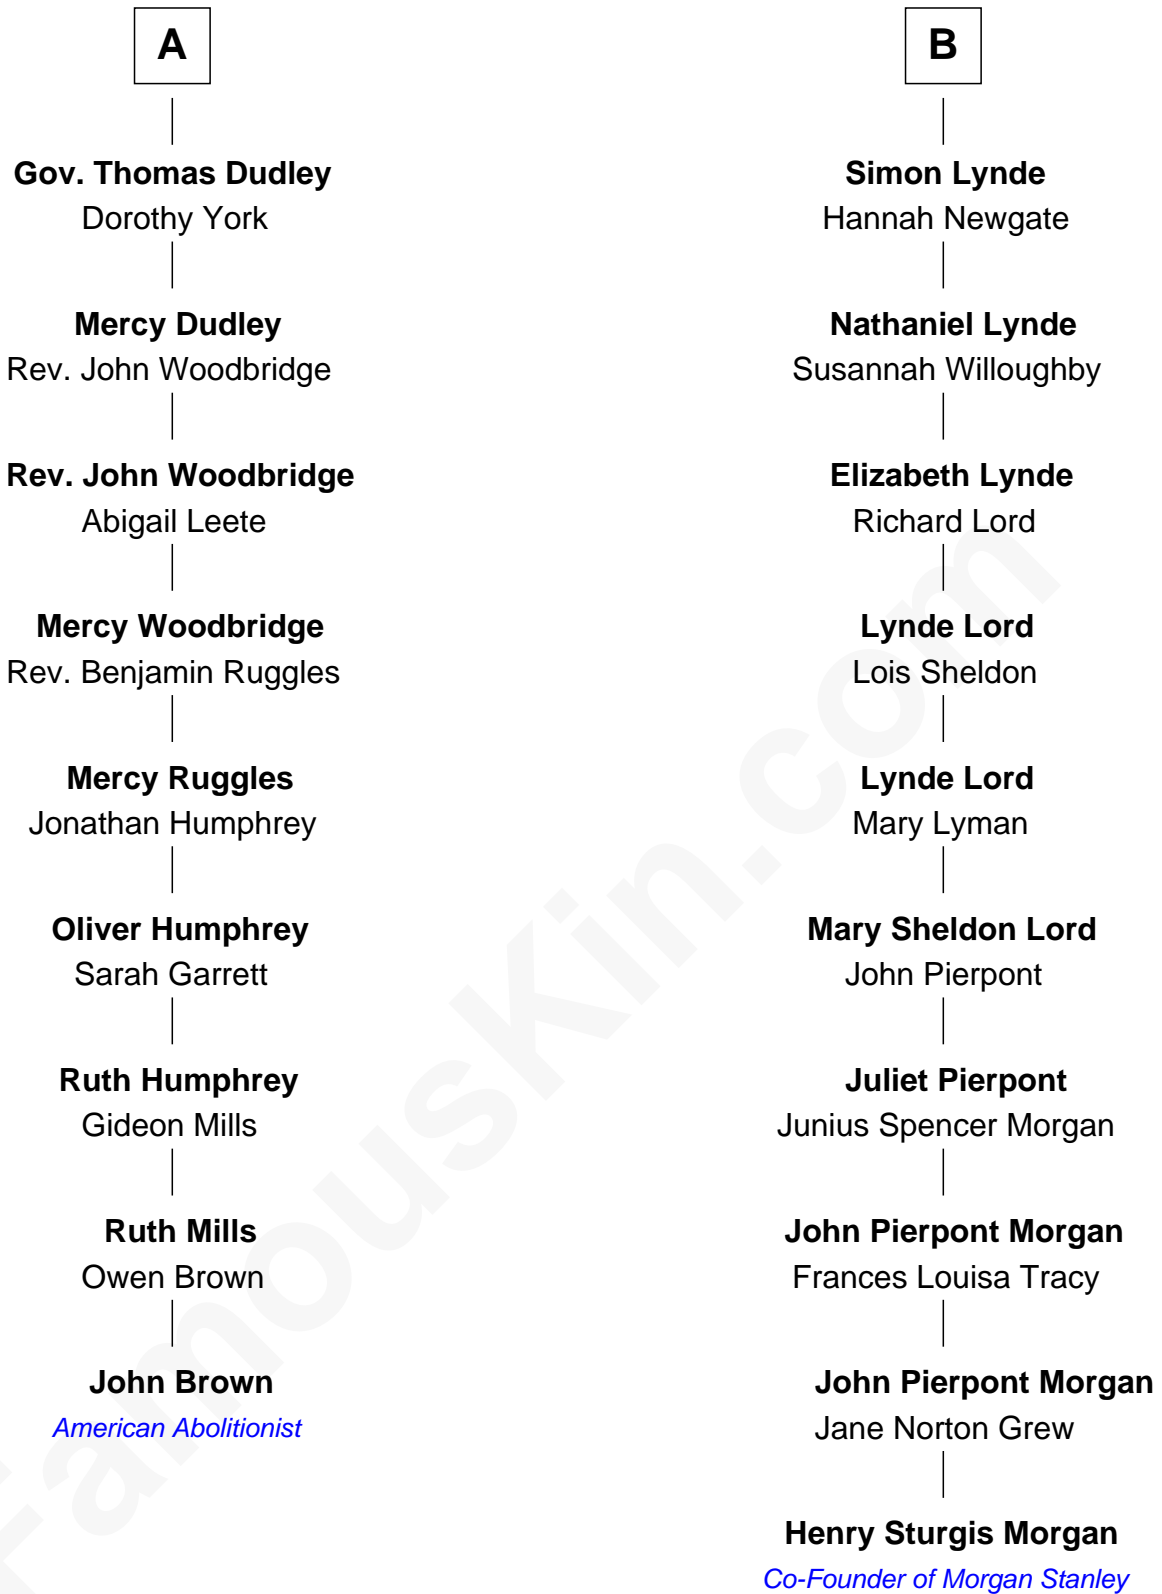 A
Gov. Thomas Dudley
Dorothy York
Mercy Dudley
Rev. John Woodbridge
Rev. John Woodbridge
Abigail Leete
Mercy Woodbridge
Rev. Benjamin Ruggles
Mercy Ruggles
Jonathan Humphrey
Oliver Humphrey
Sarah Garrett
Ruth Humphrey
Gideon Mills
Ruth Mills
Owen Brown
John Brown
American Abolitionist
B
Simon Lynde
Hannah Newgate
Nathaniel Lynde
Susannah Willoughby
Elizabeth Lynde
Richard Lord
Lynde Lord
Lois Sheldon
Lynde Lord
Mary Lyman
Mary Sheldon Lord
John Pierpont
Juliet Pierpont
Junius Spencer Morgan
John Pierpont Morgan
Frances Louisa Tracy
John Pierpont Morgan
Jane Norton Grew
Henry Sturgis Morgan
Co-Founder of Morgan Stanley
FamousKin.com